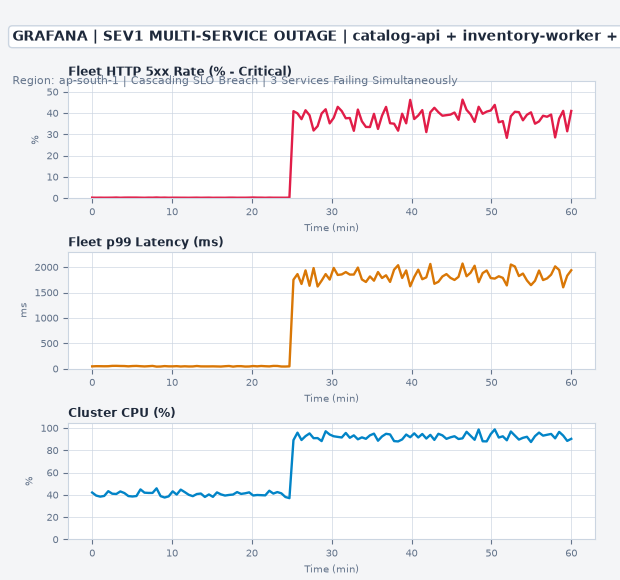 GRAFANA | SEV1 MULTI-SERVICE OUTAGE | catalog-api + inventory-worker +
Fleet HTTP 5xx Rate (% - Critical)
Region: ap-south-1 | Cascading SLO Breach | 3 Services Failing Simultaneously
50
40
30
20
10
0
%
0 10 20 30 40 50 60
Time (min)
Fleet p99 Latency (ms)
2000
1500
1000
500
0
ms
0 10 20 30 40 50 60
Time (min)
Cluster CPU (%)
100
80
60
40
20
0
%
0 10 20 30 40 50 60
Time (min)